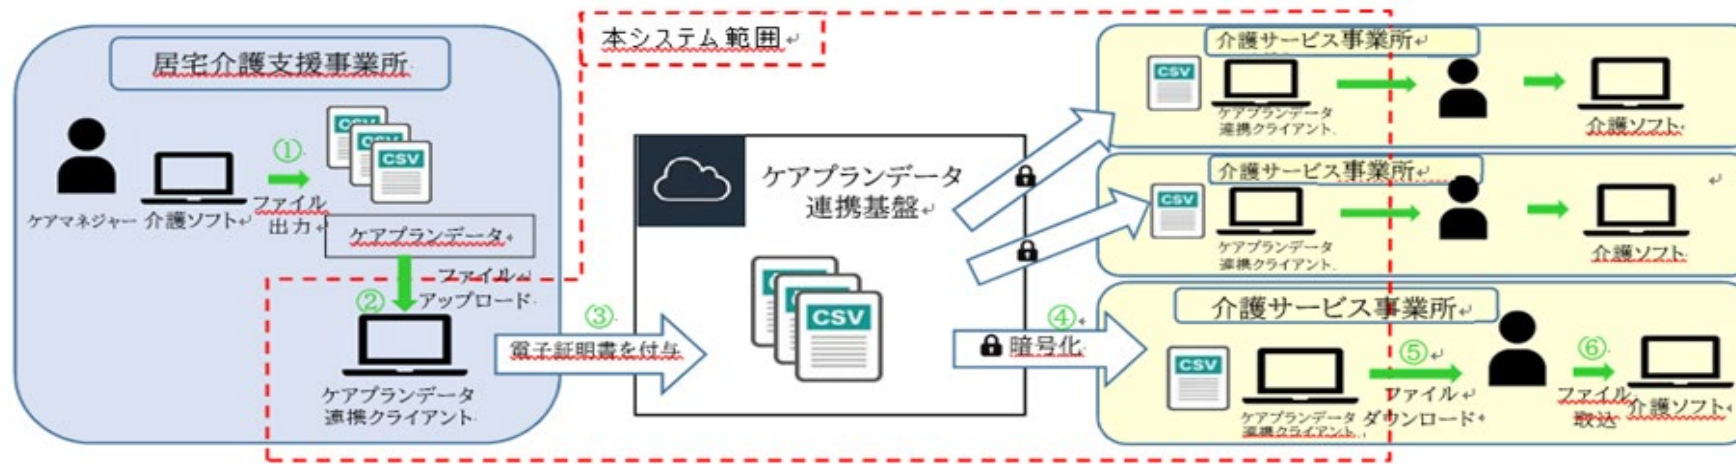 本システム範囲
居宅介護支援事業所
ケアマネジャー
介護ソフト
①
ファイル
出力
CSV
CSV
CSV
ケアプランデータ
②
ファイル
アップロード
ケアプランデータ
連携クライアント
③
電子証明書を付与
ケアプランデータ
連携基盤
CSV
④
暗号化
介護サービス事業所
CSV
ケアプランデータ
連携クライアント
介護ソフト
介護サービス事業所
CSV
ケアプランデータ
連携クライアント
介護ソフト
介護サービス事業所
CSV
ケアプランデータ
連携クライアント
⑤
ファイル
ダウンロード
⑥
ファイル
取込
介護ソフト